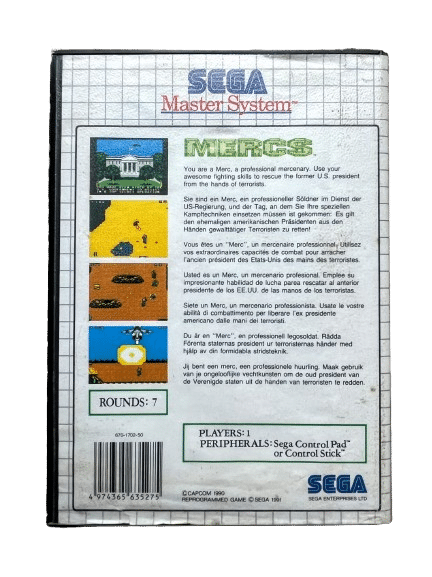 SEGA
Master System™
MERCS
You are a Merc, a professional mercenary. Use your
awesome fighting skills to rescue the former U.S. president
from the hands of terrorists.
Sie sind ein Merc, ein professioneller Söldner im Dienst der
US-Regierung, und der Tag, an dem Sie Ihre speziellen
Kampftechniken einsetzen müssen ist gekommen: Es gilt
den ehemaligen amerikanischen Präsidenten aus den
Händen gewalttätiger Terroristen zu retten!
Vous êtes un "Merc", un mercenaire professionnel. Utilisez
vos extraordinaires capacités de combat pour arracher
l'ancien président des Etats-Unis des mains des terroristes.
Usted es un Merc, un mercenario profesional. Emplee su
impresionante habilidad de lucha parea rescatar al anterior
presidente de los EE.UU. de las manos de los terroristas.
Siete un Merc, un mercenario professionista. Usate le vostre
abilità di combattimento per liberare l'ex presidente
americano dalle mani dei terroristi.
Du är en "Merc", en professionell legosoldat. Rädda
Förenta staternas president ur terroristernas händer med
hjälp av din formidabla stridsteknik.
Jij bent een merc, een professionele huurling. Maak gebruik
van je ongelooflijke vechtkunsten om de oud president van
de Verenigde staten uit de handen van terroristen te redden.
ROUNDS: 7
670-1702-50
4 974365 635275
PLAYERS: 1
PERIPHERALS: Sega Control Pad™
or Control Stick™
© CAPCOM 1990
REPROGRAMMED GAME © SEGA 1991
SEGA
SEGA ENTERPRISES LTD